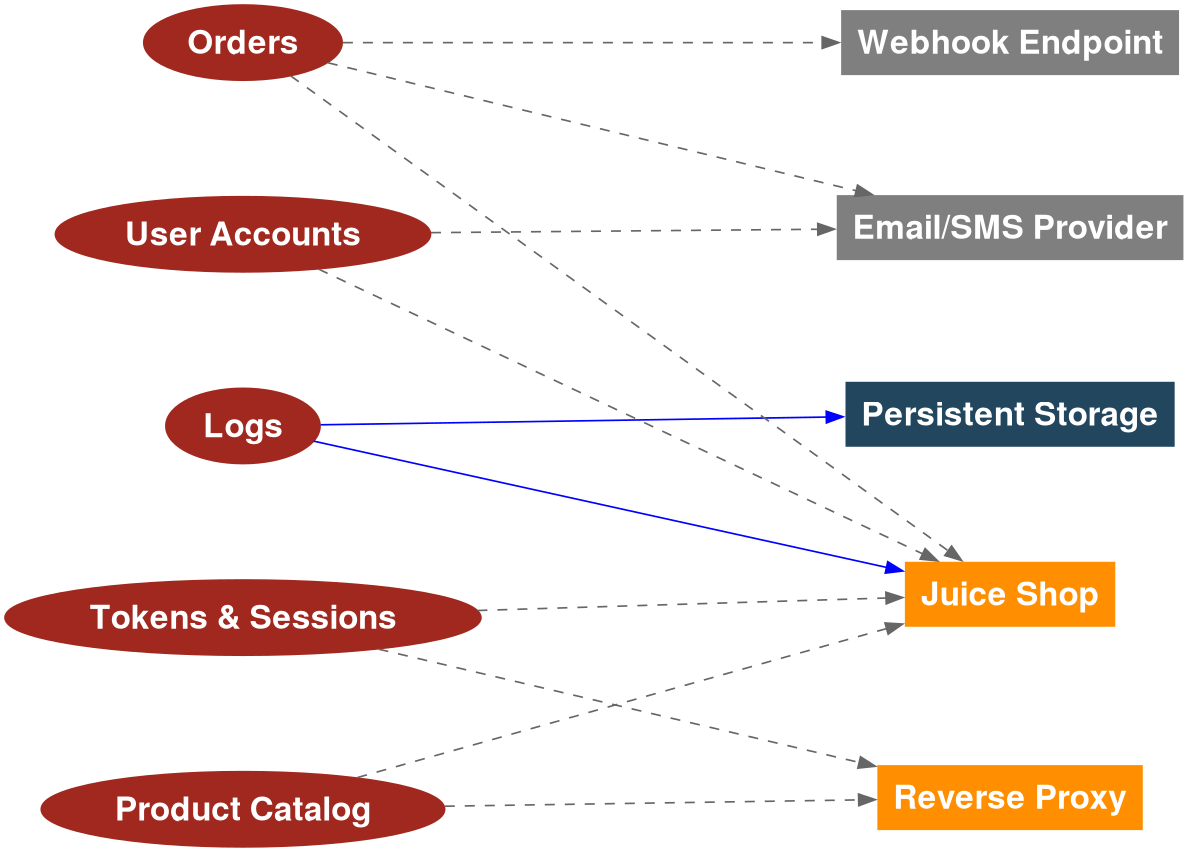 Orders
Webhook Endpoint
User Accounts
Email/SMS Provider
Logs
Persistent Storage
Tokens & Sessions
Juice Shop
Product Catalog
Reverse Proxy